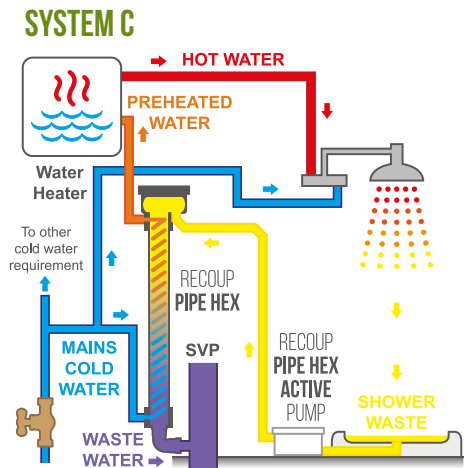 SYSTEM C
HOT WATER
PREHEATED
WATER
Water
Heater
To other
cold water
requirement
RECOUP
PIPE HEX
MAINS
COLD
WATER
SVP
RECOUP
PIPE HEX
ACTIVE
PUMP
SHOWER
WASTE
WASTE
WATER